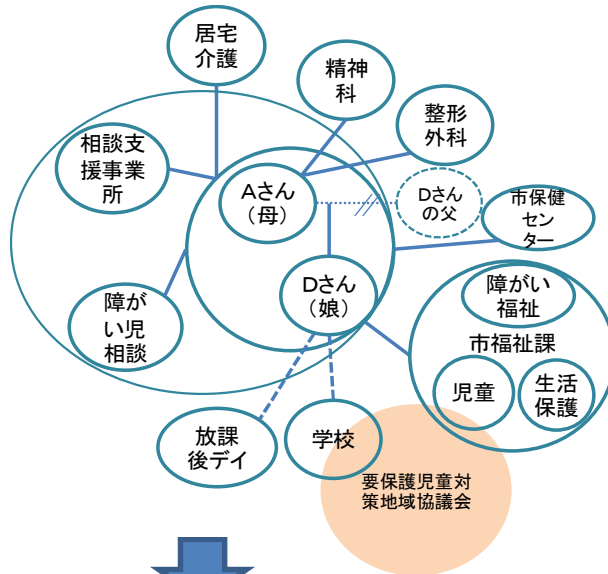 居宅
介護
精神
科
整形
外科
相談支
援事業
所
Aさん
（母）
Dさん
の父
市保健
セン
ター
Dさん
（娘）
障がい
福祉
市福祉課
児童
生活
保護
障が
い児
相談
放課
後デイ
学校
要保護児童対
策地域協議会